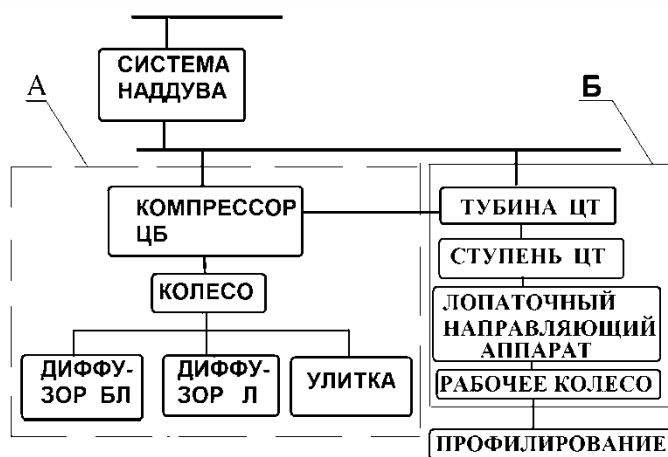 СИСТЕМА
НАДДУВА
А
Б
КОМПРЕССОР
ЦБ
ТУБИНА ЦТ
СТУПЕНЬ ЦТ
КОЛЕСО
ЛОПАТОЧНЫЙ
НАПРАВЛЯЮЩИЙ
АППАРАТ
ДИФФУ-
ЗОР БЛ
ДИФФУ-
ЗОР Л
УЛИТКА
РАБОЧЕЕ КОЛЕСО
ПРОФИЛИРОВАНИЕ